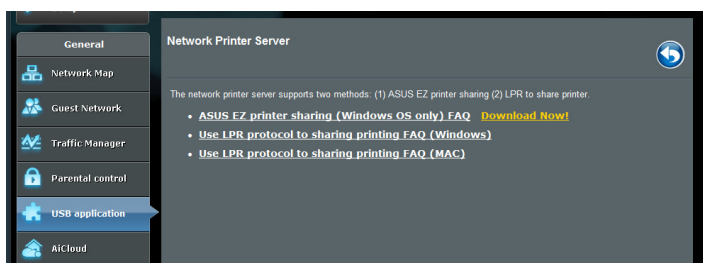 General
Network Map
Guest Network
Traffic Manager
Parental control
USB application
AiCloud
Network Printer Server
The network printer server supports two methods: (1) ASUS EZ printer sharing (2) LPR to share printer.
ASUS EZ printer sharing (Windows OS only) FAQ Download Now!
Use LPR protocol to sharing printing FAQ (Windows)
Use LPR protocol to sharing printing FAQ (MAC)